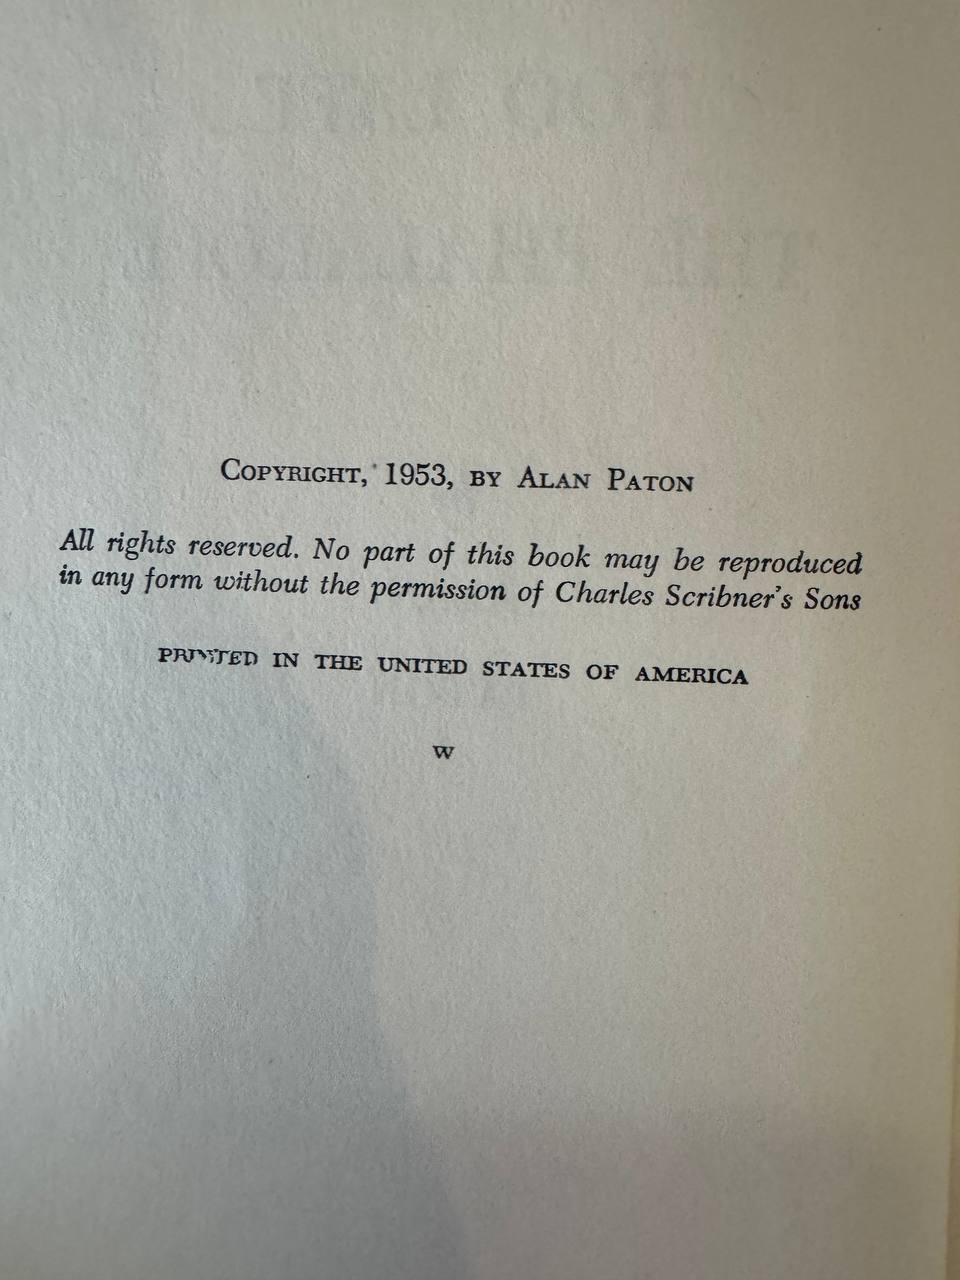 Copyright, 1953, by Alan Paton
All rights reserved. No part of this book may be reproduced
in any form without the permission of Charles Scribner's Sons
PRINTED IN THE UNITED STATES OF AMERICA
W